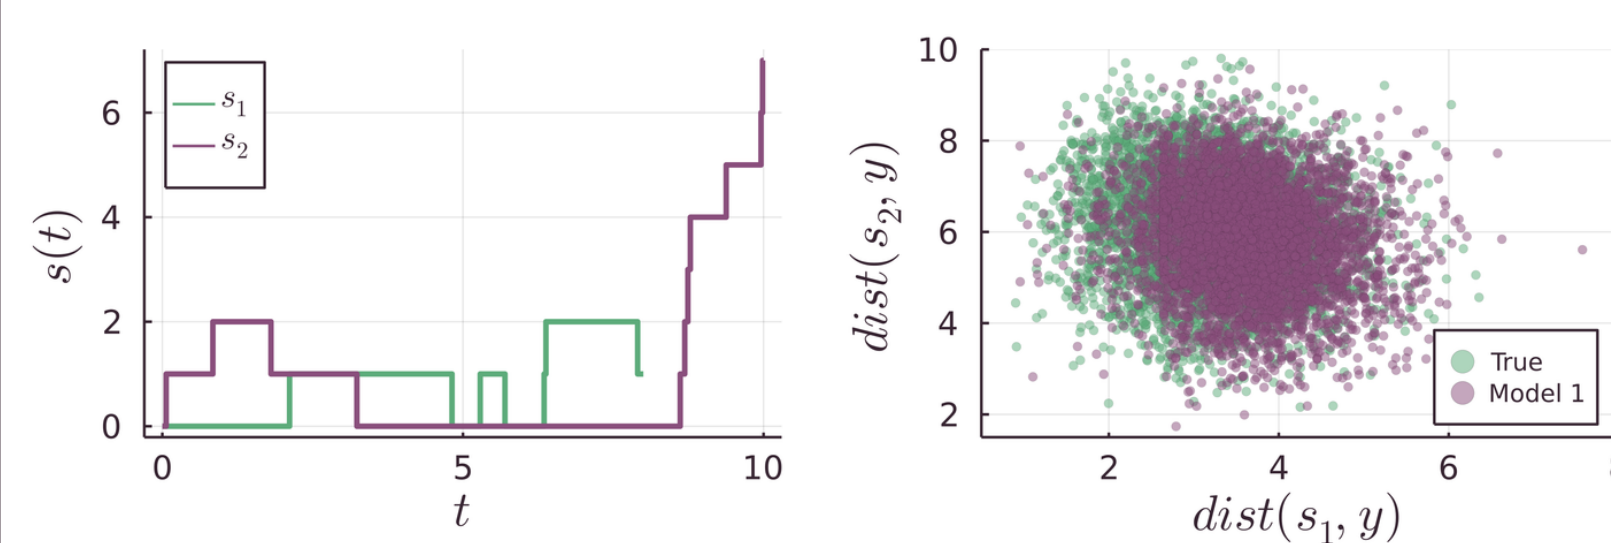 s(t)
6
4
2
0
s₁
s₂
0 5 10
t
dist(s₂, y)
10
8
6
4
2
True
Model 1
2 4 6
dist(s₁, y)